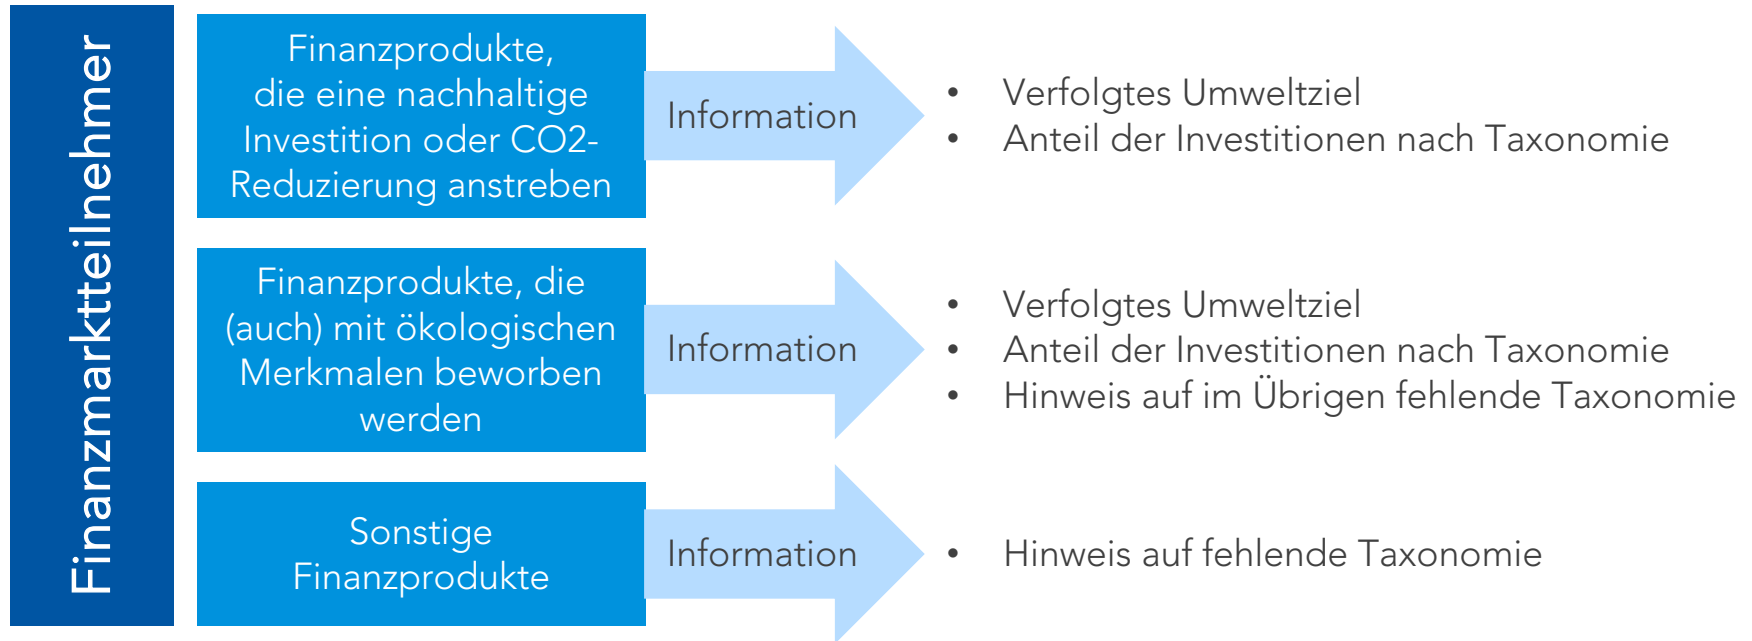 Finanzmarktteilnehmer
Finanzprodukte,
die eine nachhaltige
Investition oder CO2-
Reduzierung anstreben
Information
• Verfolgtes Umweltziel
• Anteil der Investitionen nach Taxonomie
Finanzprodukte, die
(auch) mit ökologischen
Merkmalen beworben
werden
Information
• Verfolgtes Umweltziel
• Anteil der Investitionen nach Taxonomie
• Hinweis auf im Übrigen fehlende Taxonomie
Sonstige
Finanzprodukte
Information
• Hinweis auf fehlende Taxonomie